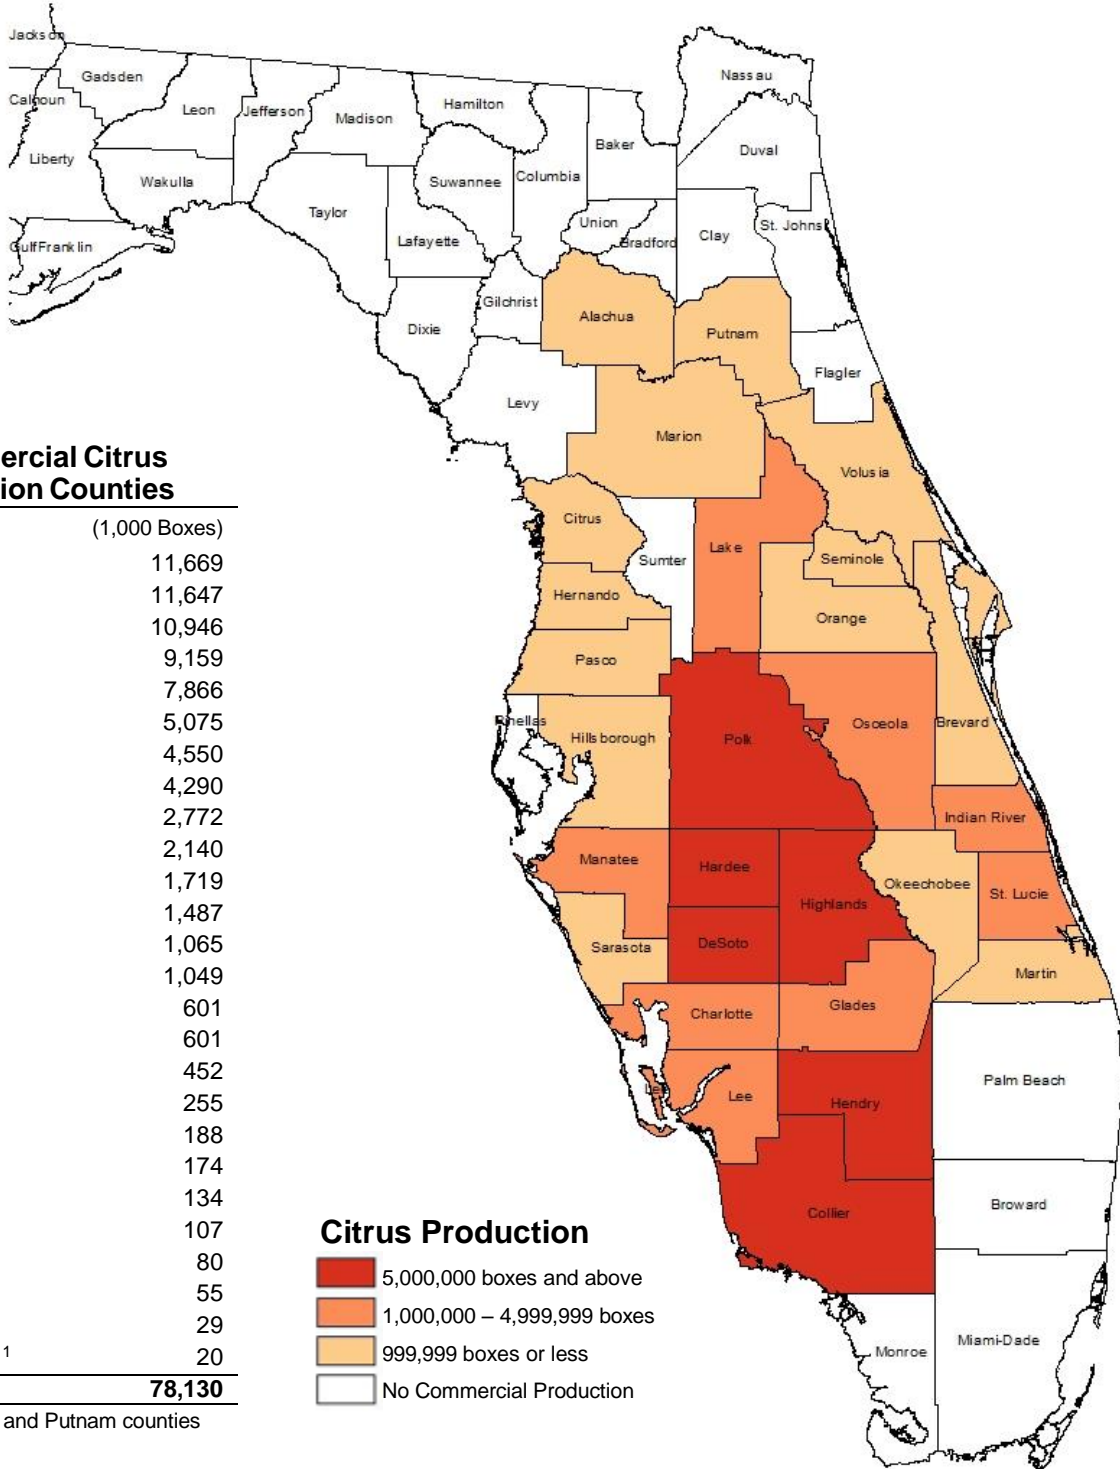 Jackson
Gadsden
Calhoun
Leon
Jefferson
Madison
Hamilton
Nassau
Liberty
Wakulla
Taylor
Suwannee
Columbia
Baker
Duval
GulfFranklin
Lafayette
Union
Bradford
Clay
St. Johns
Dixie
Gilchrist
Alachua
Putnam
Flagler
Levy
Marion
Volusia
Citrus
Sumter
Lake
Seminole
Hernando
Orange
Pasco
Pinellas
Hillsborough
Polk
Osceola
Brevard
Indian River
Manatee
Hardee
Highlands
Okeechobee
St. Lucie
Sarasota
DeSoto
Martin
Charlotte
Glades
Lee
Lee
Hendry
Palm Beach
Collier
Broward
Monroe
Miami-Dade
ercial Citrus
ion Counties
(1,000 Boxes)
11,669
11,647
10,946
9,159
7,866
5,075
4,550
4,290
2,772
2,140
1,719
1,487
1,065
1,049
601
601
452
255
188
174
134
107
80
55
29
1 20
78,130
and Putnam counties
Citrus Production
5,000,000 boxes and above
1,000,000 – 4,999,999 boxes
999,999 boxes or less
No Commercial Production